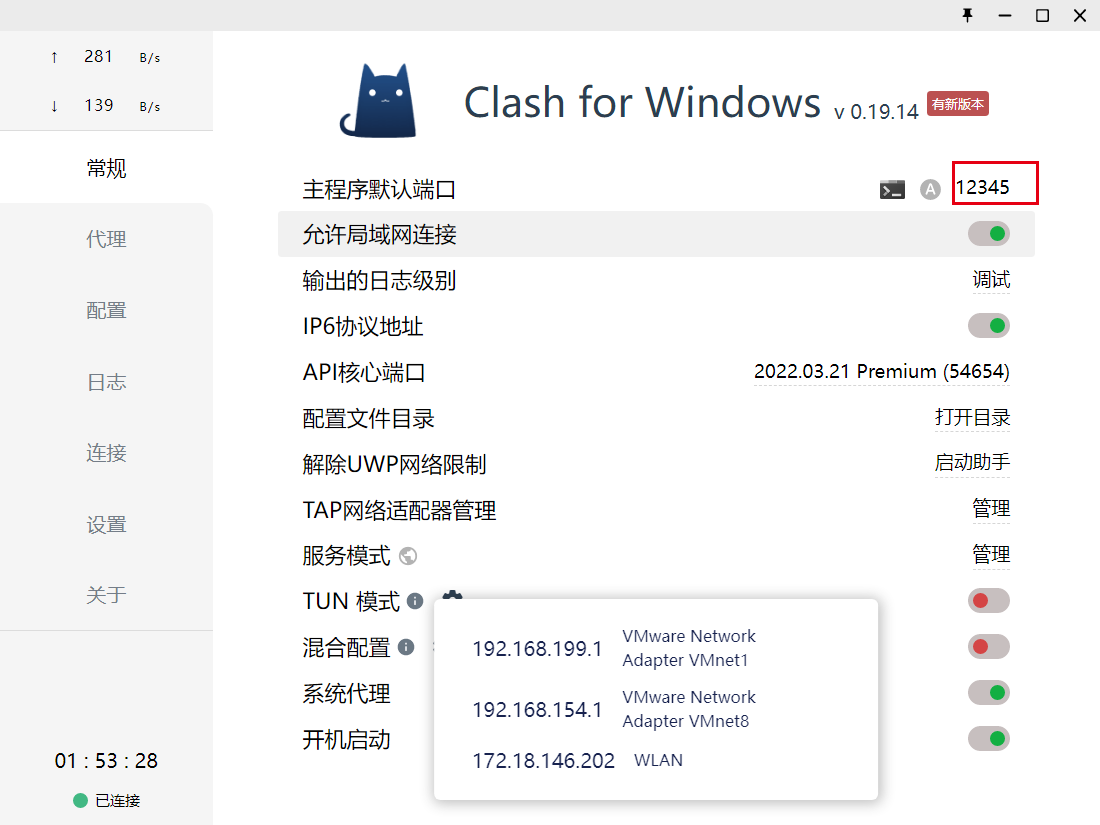 ↑ 281 B/s
↓ 139 B/s
常规
代理
配置
日志
连接
设置
关于
01 : 53 : 28
已连接
Clash for Windows v 0.19.14 有新版本
主程序默认端口 A 12345
允许局域网连接
输出的日志级别 调试
IP6协议地址
API核心端口 2022.03.21 Premium (54654)
配置文件目录 打开目录
解除UWP网络限制 启动助手
TAP网络适配器管理 管理
服务模式 管理
TUN 模式
混合配置
系统代理
开机启动
192.168.199.1 VMware Network
Adapter VMnet1
192.168.154.1 VMware Network
Adapter VMnet8
172.18.146.202 WLAN